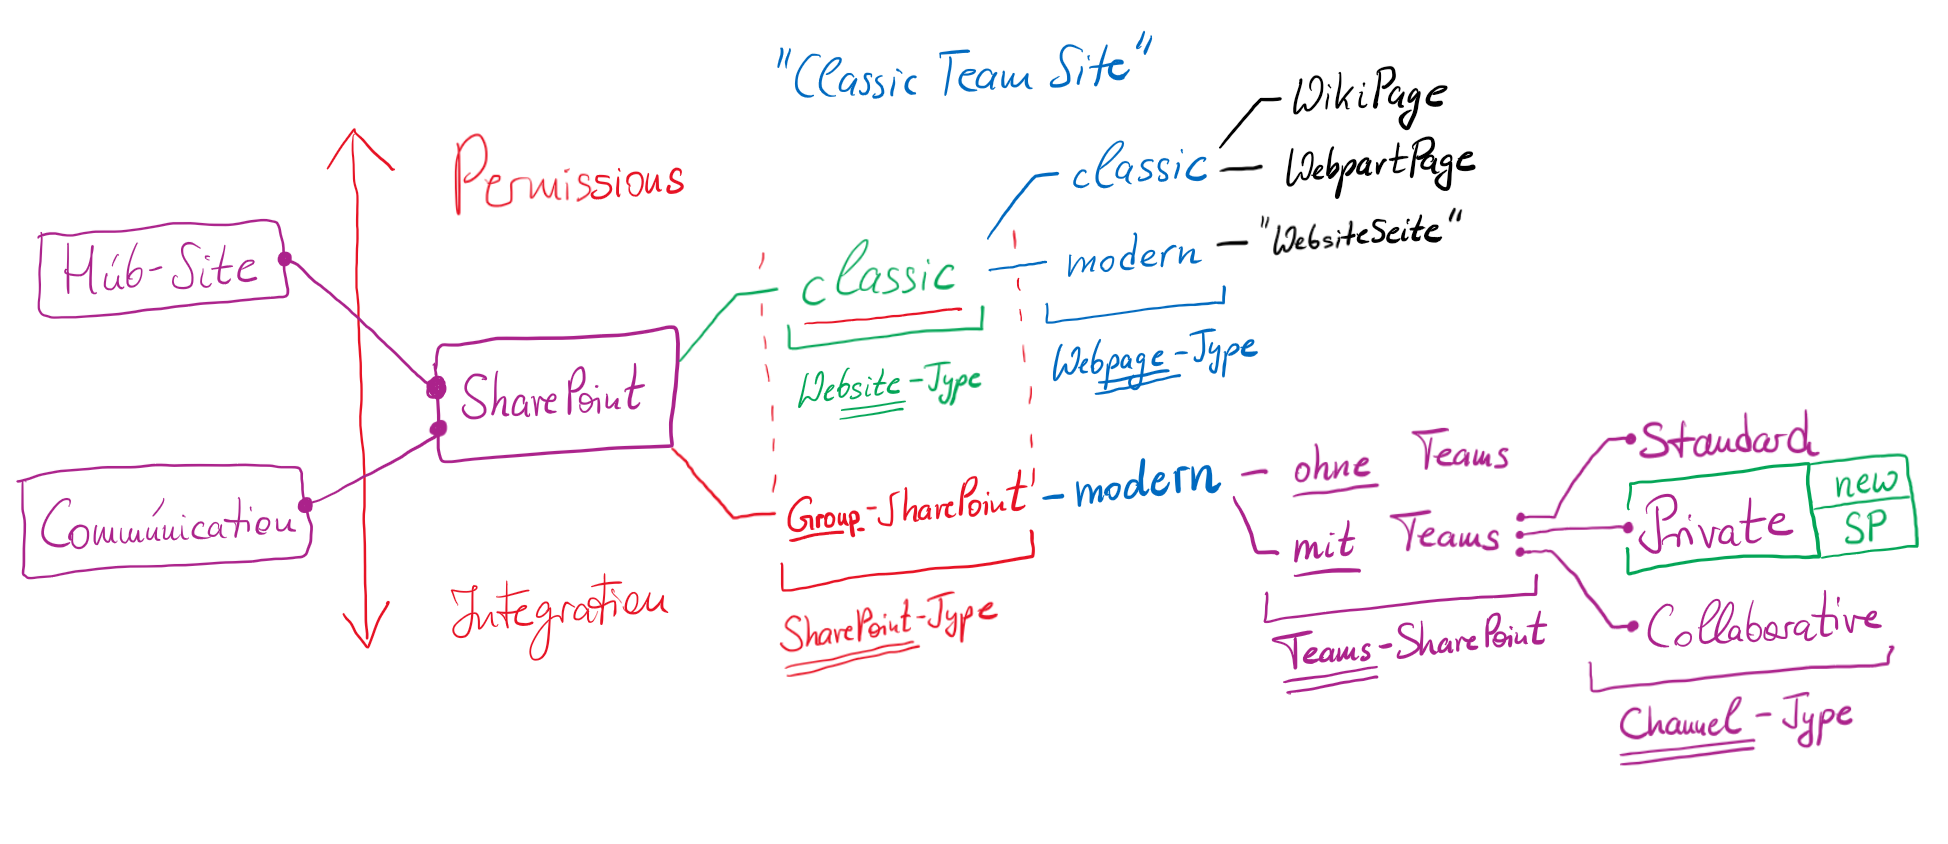 "Classic Team Site"
WikiPage
Permissions
classic
WebpartPage
Hub-Site
classic
modern
"WebsiteSeite"
SharePoint
Website-Type
Webpage-Type
Communication
Group-SharePoint
modern
ohne Teams
mit Teams
Standard
Private
new
SP
Collaborative
Integration
SharePoint-Type
Teams-SharePoint
Channel-Type